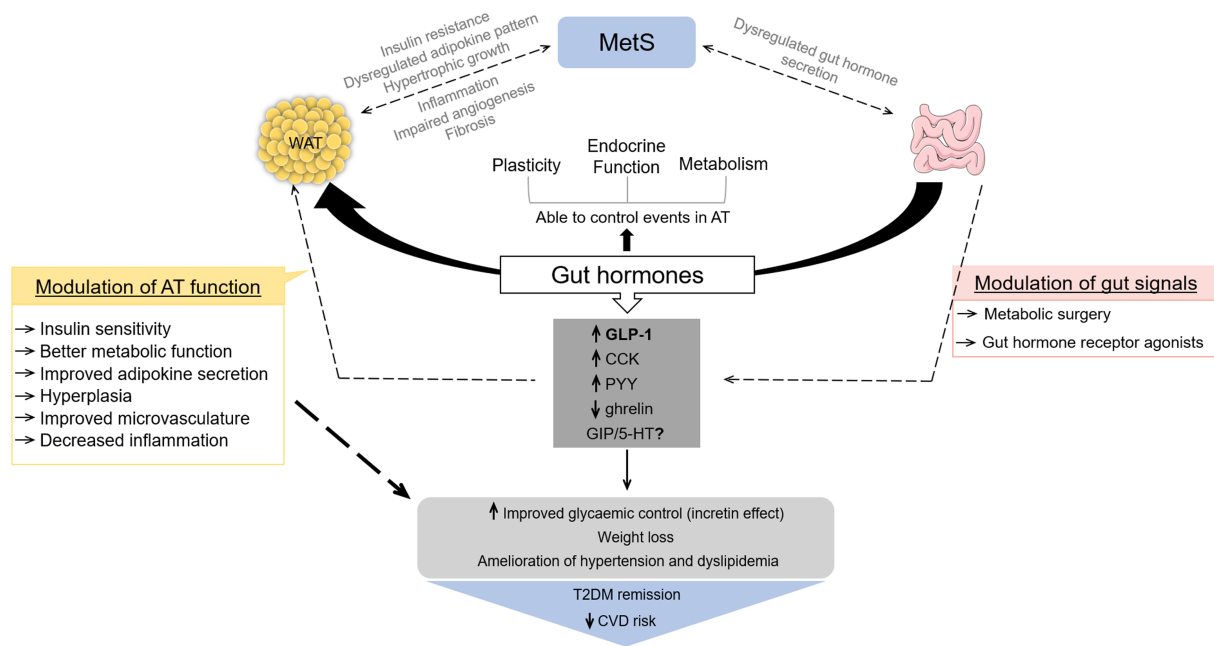 MetS
Insulin resistance
Dysregulated adipokine pattern
Hypertrophic growth
Inflammation
Impaired angiogenesis
Fibrosis
Dysregulated gut hormone
secretion
WAT
Plasticity
Endocrine
Function
Metabolism
Able to control events in AT
Gut hormones
Modulation of AT function
→ Insulin sensitivity
→ Better metabolic function
→ Improved adipokine secretion
→ Hyperplasia
→ Improved microvasculature
→ Decreased inflammation
Modulation of gut signals
→ Metabolic surgery
→ Gut hormone receptor agonists
↑ GLP-1
↑ CCK
↑ PYY
↓ ghrelin
GIP/5-HT?
↑ Improved glycaemic control (incretin effect)
Weight loss
Amelioration of hypertension and dyslipidemia
T2DM remission
↓ CVD risk